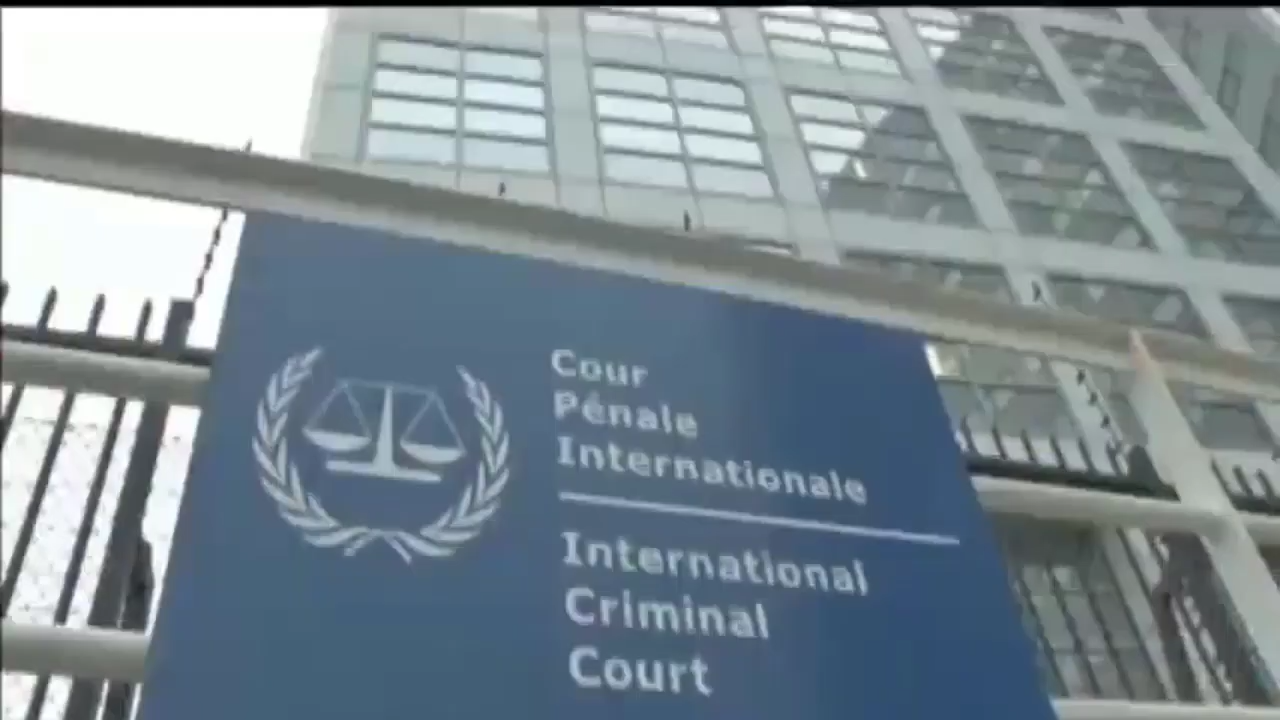 Cour
Pénale
Internationale
International
Criminal
Court